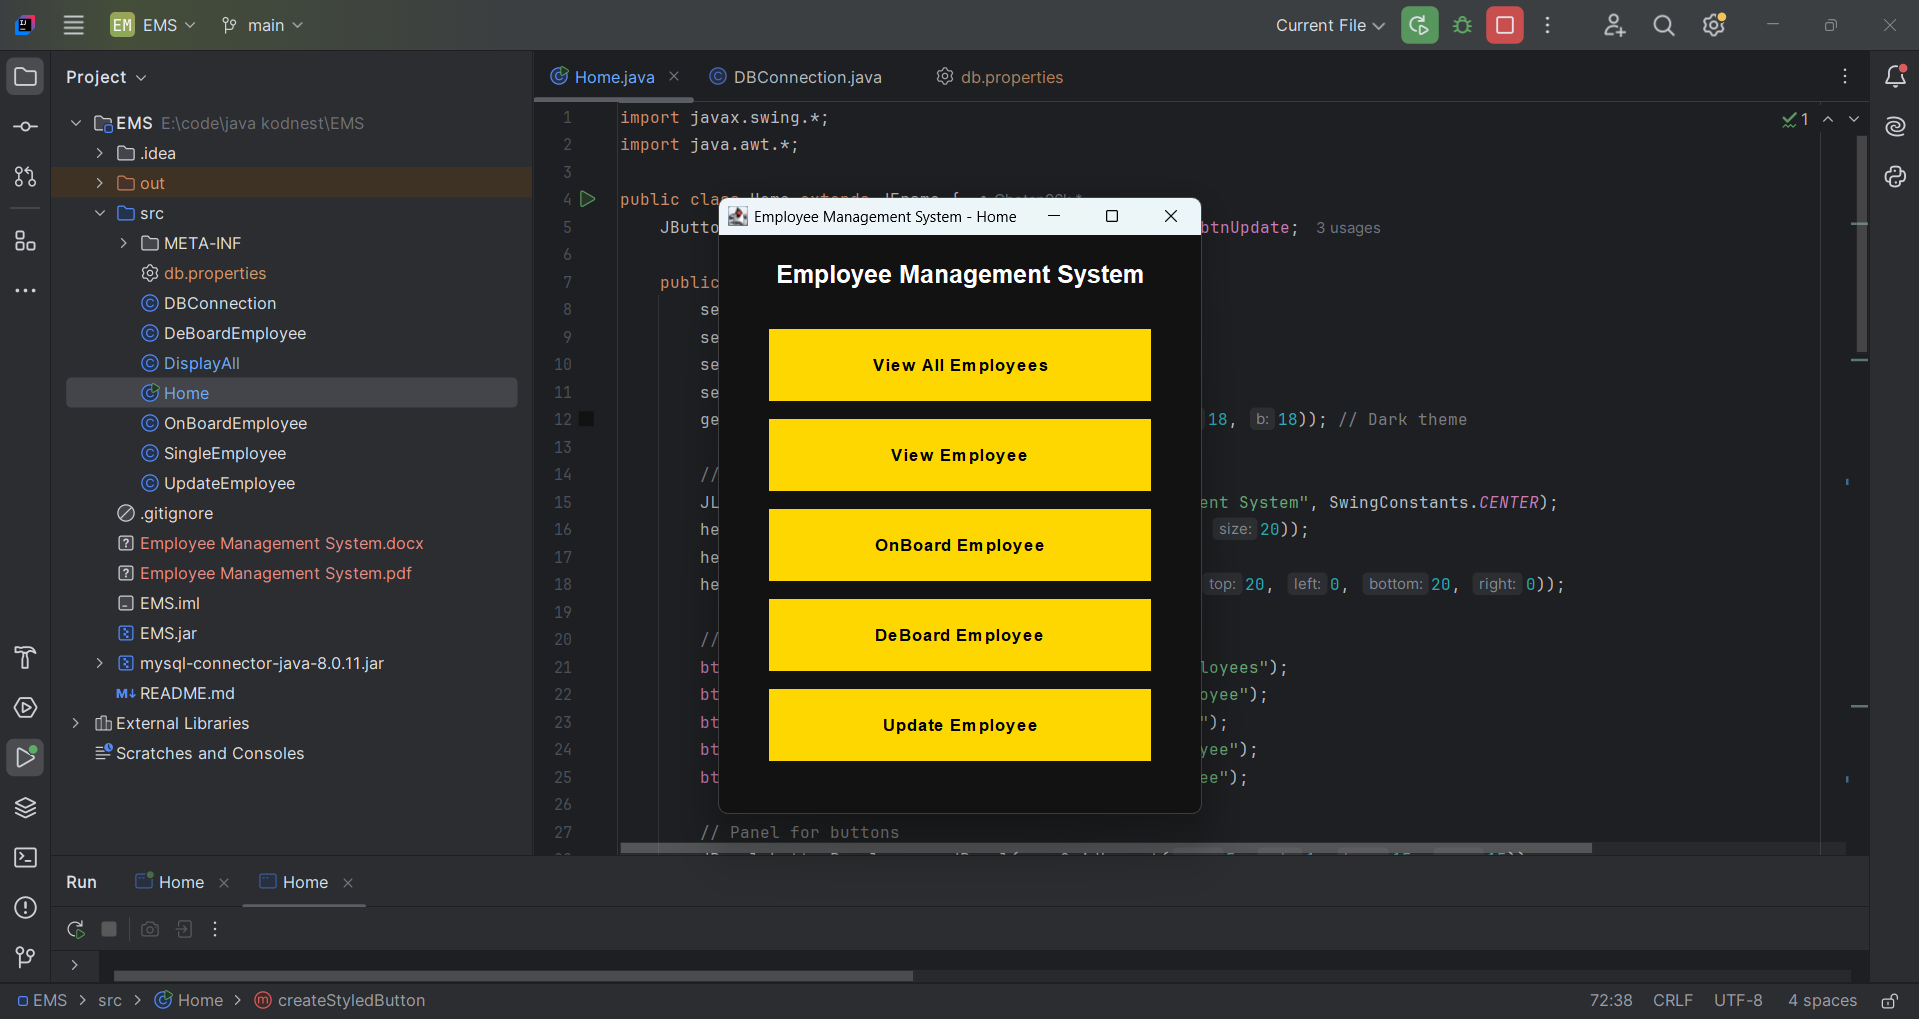 EM EMS main Current File
Project
Home.java DBConnection.java db.properties
EMS E:\code\java kodnest\EMS
.idea
out
src
META-INF
db.properties
DBConnection
DeBoardEmployee
DisplayAll
Home
OnBoardEmployee
SingleEmployee
UpdateEmployee
.gitignore
Employee Management System.docx
Employee Management System.pdf
EMS.iml
EMS.jar
mysql-connector-java-8.0.11.jar
README.md
External Libraries
Scratches and Consoles
1 import javax.swing.*;
2 import java.awt.*;
3
4 public
5 JButto btnUpdate; 3 usages
6
7 public
8 se
9 se
10 se
11 se
12 ge 18, b: 18)); // Dark theme
13
14 //
15 JL ent System", SwingConstants.CENTER);
16 he size: 20));
17 he
18 he top: 20, left: 0, bottom: 20, right: 0));
19
20 //
21 bt loyees");
22 bt oyee");
23 bt ");
24 bt yee");
25 bt ee");
26
27 // Panel for buttons
1
Employee Management System - Home
Employee Management System
View All Employees
View Employee
OnBoard Employee
DeBoard Employee
Update Employee
Run Home Home
EMS > src > Home > createStyledButton 72:38 CRLF UTF-8 4 spaces